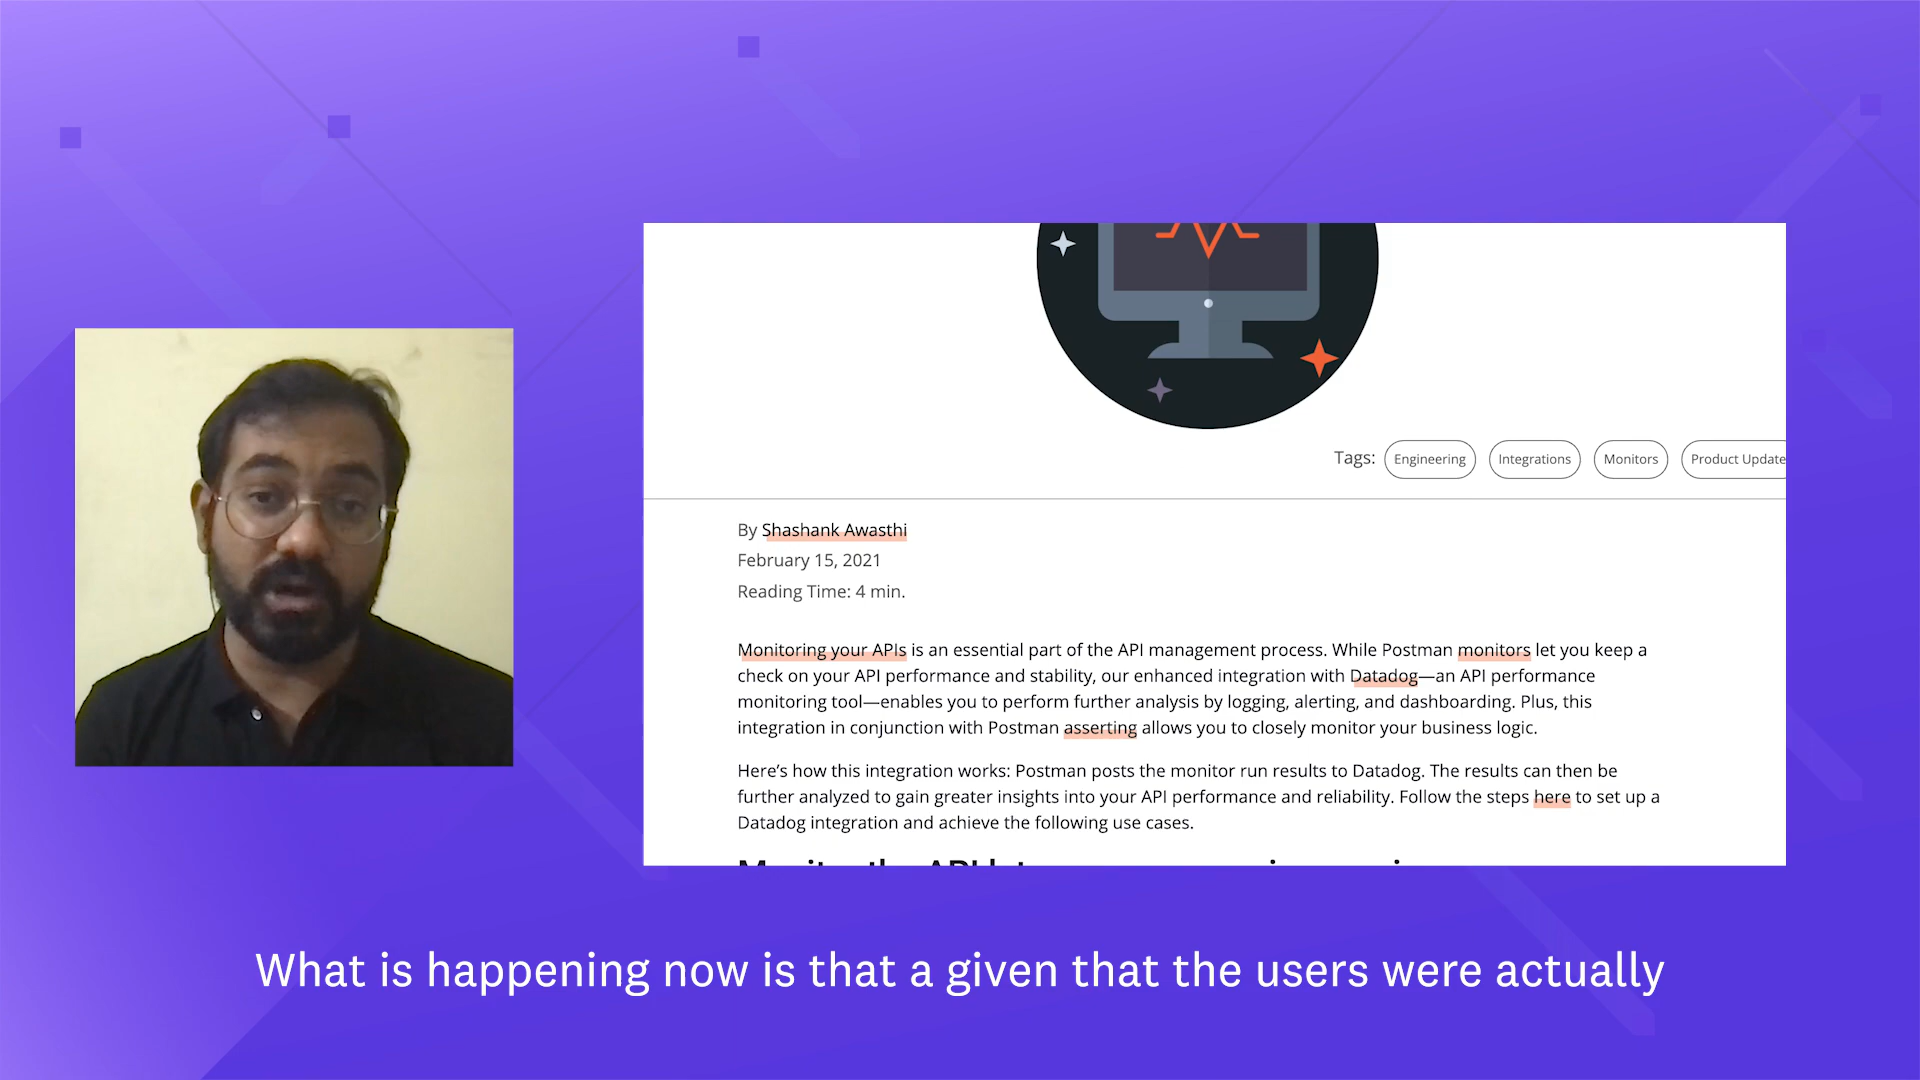 Tags: Engineering Integrations Monitors Product Update
By Shashank Awasthi
February 15, 2021
Reading Time: 4 min.
Monitoring your APIs is an essential part of the API management process. While Postman monitors let you keep a
check on your API performance and stability, our enhanced integration with Datadog—an API performance
monitoring tool—enables you to perform further analysis by logging, alerting, and dashboarding. Plus, this
integration in conjunction with Postman asserting allows you to closely monitor your business logic.
Here’s how this integration works: Postman posts the monitor run results to Datadog. The results can then be
further analyzed to gain greater insights into your API performance and reliability. Follow the steps here to set up a
Datadog integration and achieve the following use cases.
What is happening now is that a given that the users were actually